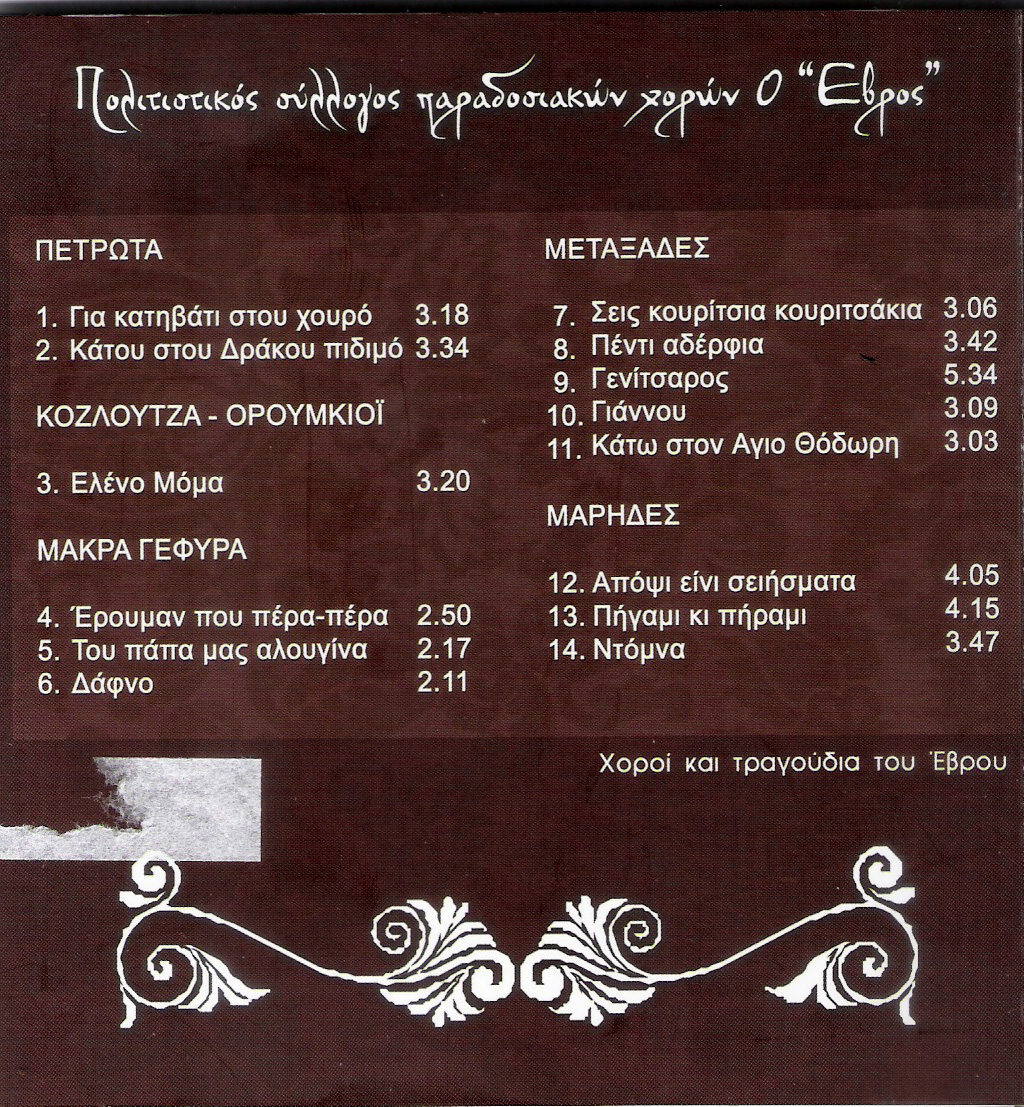 Πολιτιστικός σύλλογος παραδοσιακών χορών Ο “Εβρος”
ΠΕΤΡΩΤΑ
1. Για κατηβάτι στου χουρό 3.18
2. Κάτου στου Δράκου πιδιμό 3.34
ΚΟΖΛΟΥΤΖΑ - ΟΡΟΥΜΚΙΟΪ
3. Ελένο Μόμα 3.20
ΜΑΚΡΑ ΓΕΦΥΡΑ
4. Έρουμαν που πέρα-πέρα 2.50
5. Του πάπα μας αλουγίνα 2.17
6. Δάφνο 2.11
ΜΕΤΑΞΑΔΕΣ
7. Σεις κουρίτσια κουριτσάκια 3.06
8. Πέντι αδέρφια 3.42
9. Γενίτσαρος 5.34
10. Γιάννου 3.09
11. Κάτω στον Αγιο Θόδωρη 3.03
ΜΑΡΗΔΕΣ
12. Απόψι είνι σειήσματα 4.05
13. Πήγαμι κι πήραμι 4.15
14. Ντόμνα 3.47
Χοροί και τραγούδια του Έβρου